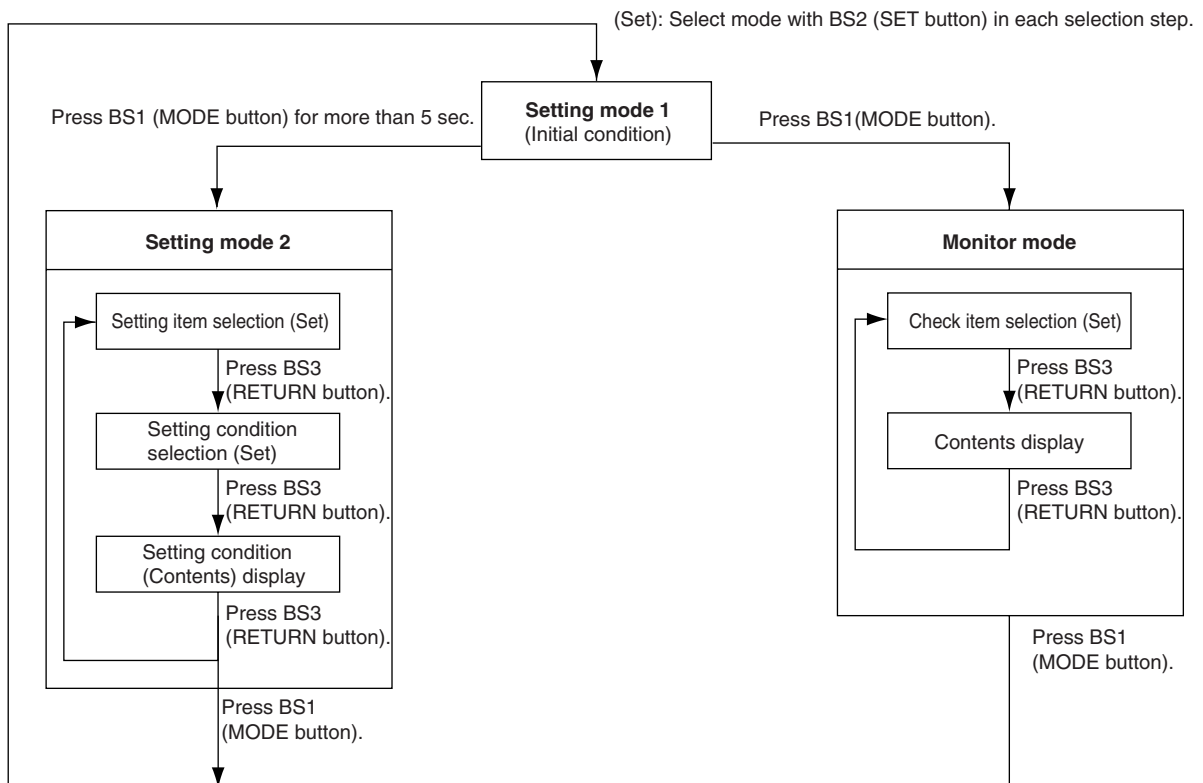 (Set): Select mode with BS2 (SET button) in each selection step.
Press BS1 (MODE button) for more than 5 sec.
Setting mode 1
(Initial condition)
Press BS1(MODE button).
Setting mode 2
Setting item selection (Set)
Press BS3
(RETURN button).
Setting condition
selection (Set)
Press BS3
(RETURN button).
Setting condition
(Contents) display
Press BS3
(RETURN button).
Press BS1
(MODE button).
Monitor mode
Check item selection (Set)
Press BS3
(RETURN button).
Contents display
Press BS3
(RETURN button).
Press BS1
(MODE button).